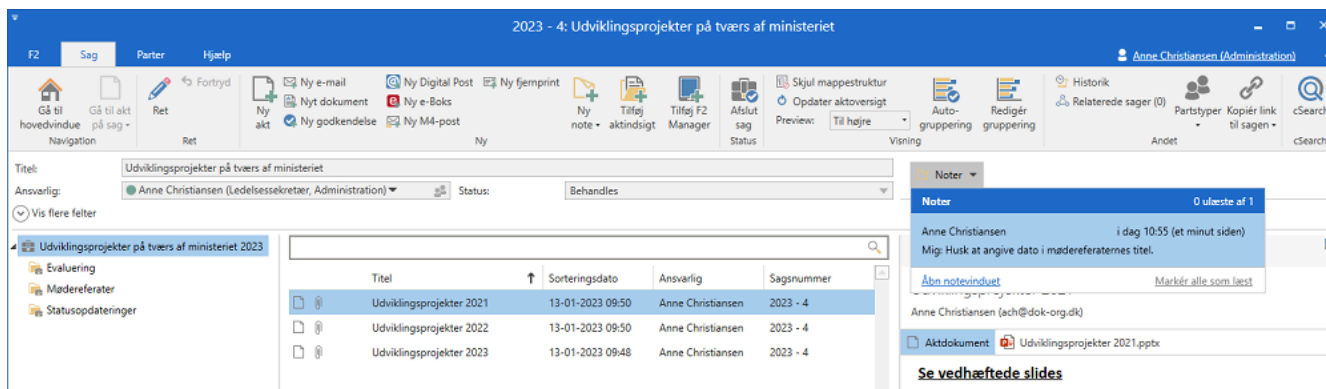 2023 - 4: Udviklingsprojekter på tværs af ministeriet
F2 Sag Parter Hjælp Anne Christiansen (Administration)
Gå til hovedvindue
Gå til akt på sag
Navigation
Ret
Fortryd
Ret
Ny akt
Ny e-mail
Nyt dokument
Ny godkendelse
Ny Digital Post
Ny e-Boks
Ny M4-post
Ny fjernprint
Ny note
Tilføj aktindsigt
Tilføj F2 Manager
Ny
Afslut sag
Status
Skjul mappestruktur
Opdater aktoversigt
Preview: Til højre
Auto-gruppering
Redigér gruppering
Visning
Historik
Relaterede sager (0)
Partstyper
Kopiér link til sagen
Andet
cSearch
cSearch
Titel: Udviklingsprojekter på tværs af ministeriet
Ansvarlig: Anne Christiansen (Ledelsessekretær, Administration) Status: Behandles
Vis flere felter
Udviklingsprojekter på tværs af ministeriet 2023
Evaluering
Mødereferater
Statusopdateringer
Titel Sorteringsdato Ansvarlig Sagsnummer
Udviklingsprojekter 2021 13-01-2023 09:50 Anne Christiansen 2023 - 4
Udviklingsprojekter 2022 13-01-2023 09:50 Anne Christiansen 2023 - 4
Udviklingsprojekter 2023 13-01-2023 09:48 Anne Christiansen 2023 - 4
Noter
Noter 0 ulæste af 1
Anne Christiansen i dag 10:55 (et minut siden)
Mig: Husk at angive dato i mødereferaternes titel.
Åbn notevinduet Markér alle som læst
Anne Christiansen (ach@dok-org.dk)
Aktdokument Udviklingsprojekter 2021.pptx
Se vedhæftede slides